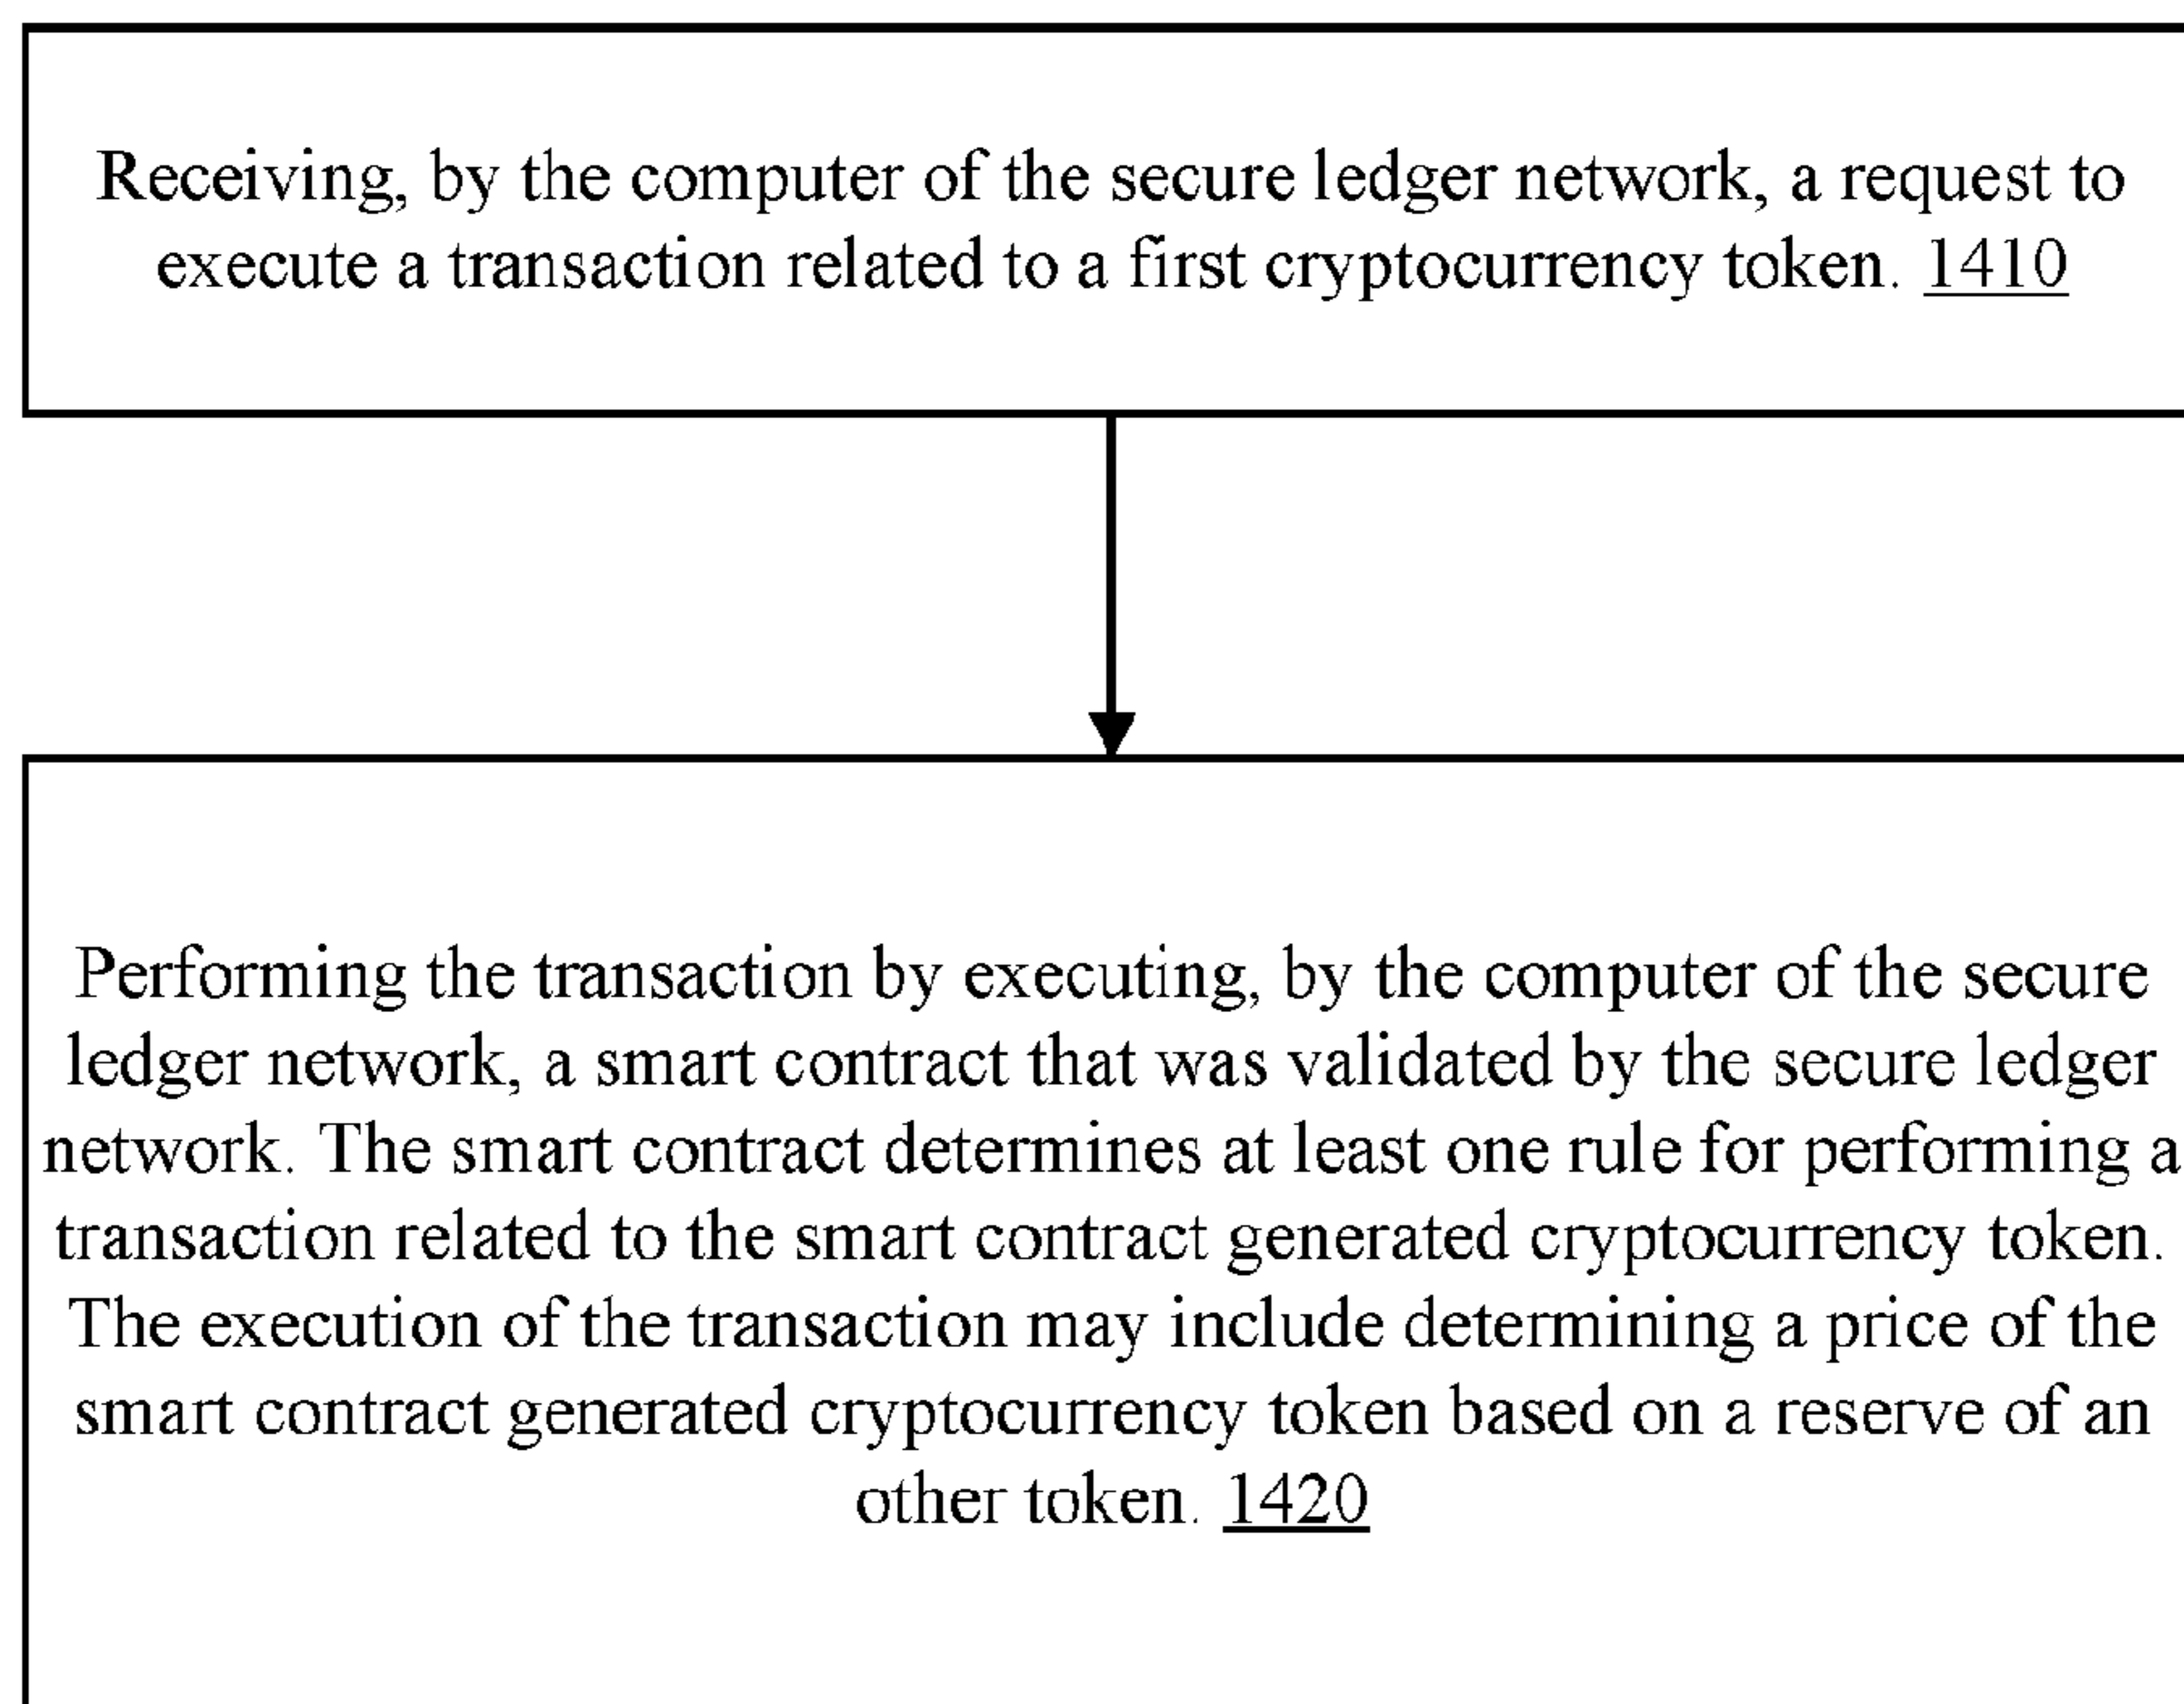 Receiving, by the computer of the secure ledger network, a request to
execute a transaction related to a first cryptocurrency token. 1410
Performing the transaction by executing, by the computer of the secure
ledger network, a smart contract that was validated by the secure ledger
network. The smart contract determines at least one rule for performing a
transaction related to the smart contract generated cryptocurrency token.
The execution of the transaction may include determining a price of the
smart contract generated cryptocurrency token based on a reserve of an
other token. 1420